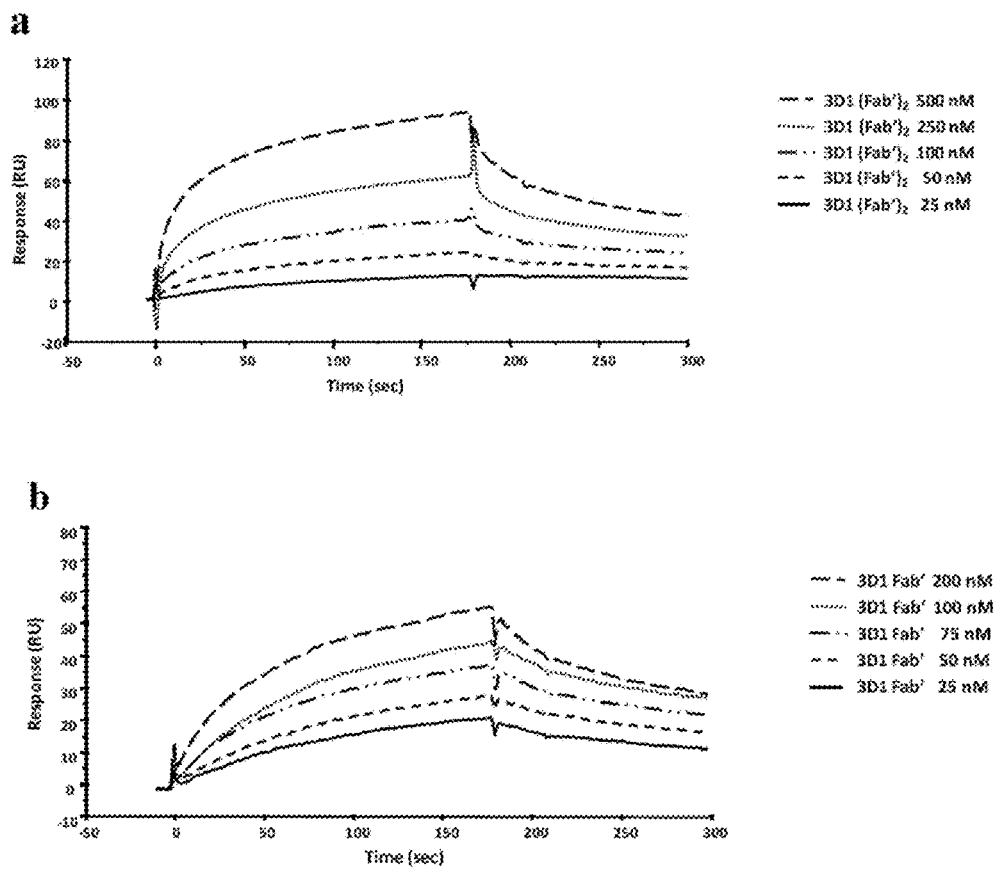 a
120
100
80
60
40
20
0
-20
Response (RU)
-50 0 50 100 150 200 250 300
Time (sec)
3D1 (Fab')₂ 500 nM
3D1 (Fab')₂ 250 nM
3D1 (Fab')₂ 100 nM
3D1 (Fab')₂ 50 nM
3D1 (Fab')₂ 25 nM
b
80
70
60
50
40
30
20
10
0
-10
Response (RU)
-50 0 50 100 150 200 250 300
Time (sec)
3D1 Fab' 200 nM
3D1 Fab' 100 nM
3D1 Fab' 75 nM
3D1 Fab' 50 nM
3D1 Fab' 25 nM